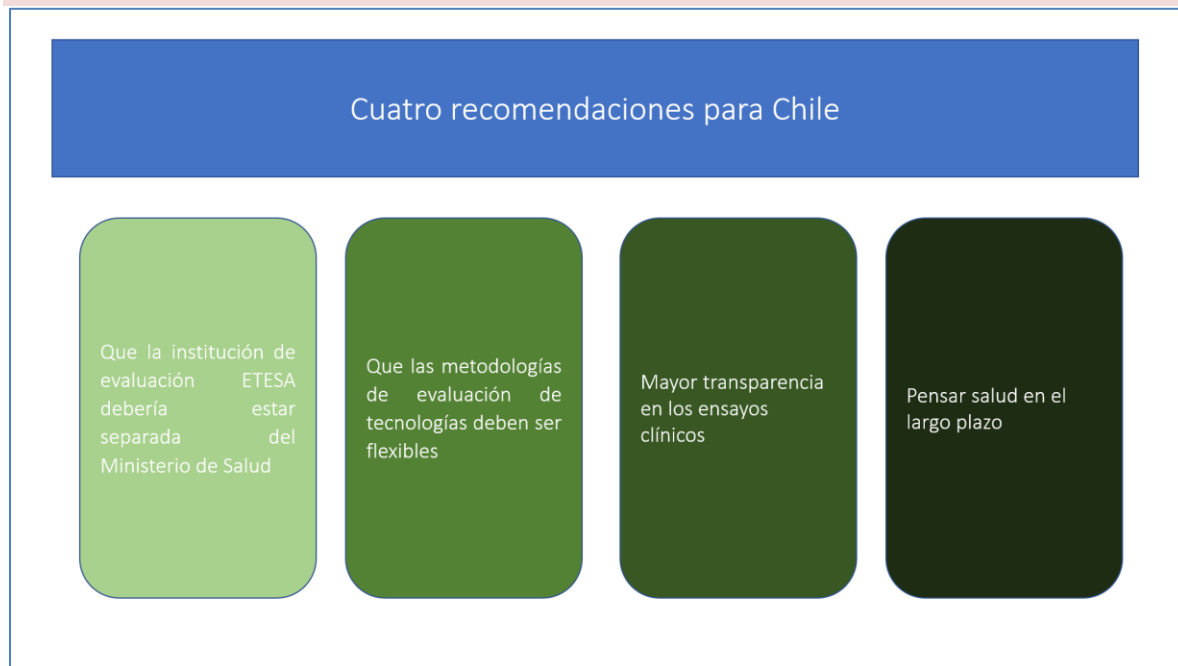 Cuatro recomendaciones para Chile
Que la institución de
evaluación ETESA
debería estar
separada del
Ministerio de Salud
Que las metodologías
de evaluación de
tecnologías deben ser
flexibles
Mayor transparencia
en los ensayos
clínicos
Pensar salud en el
largo plazo